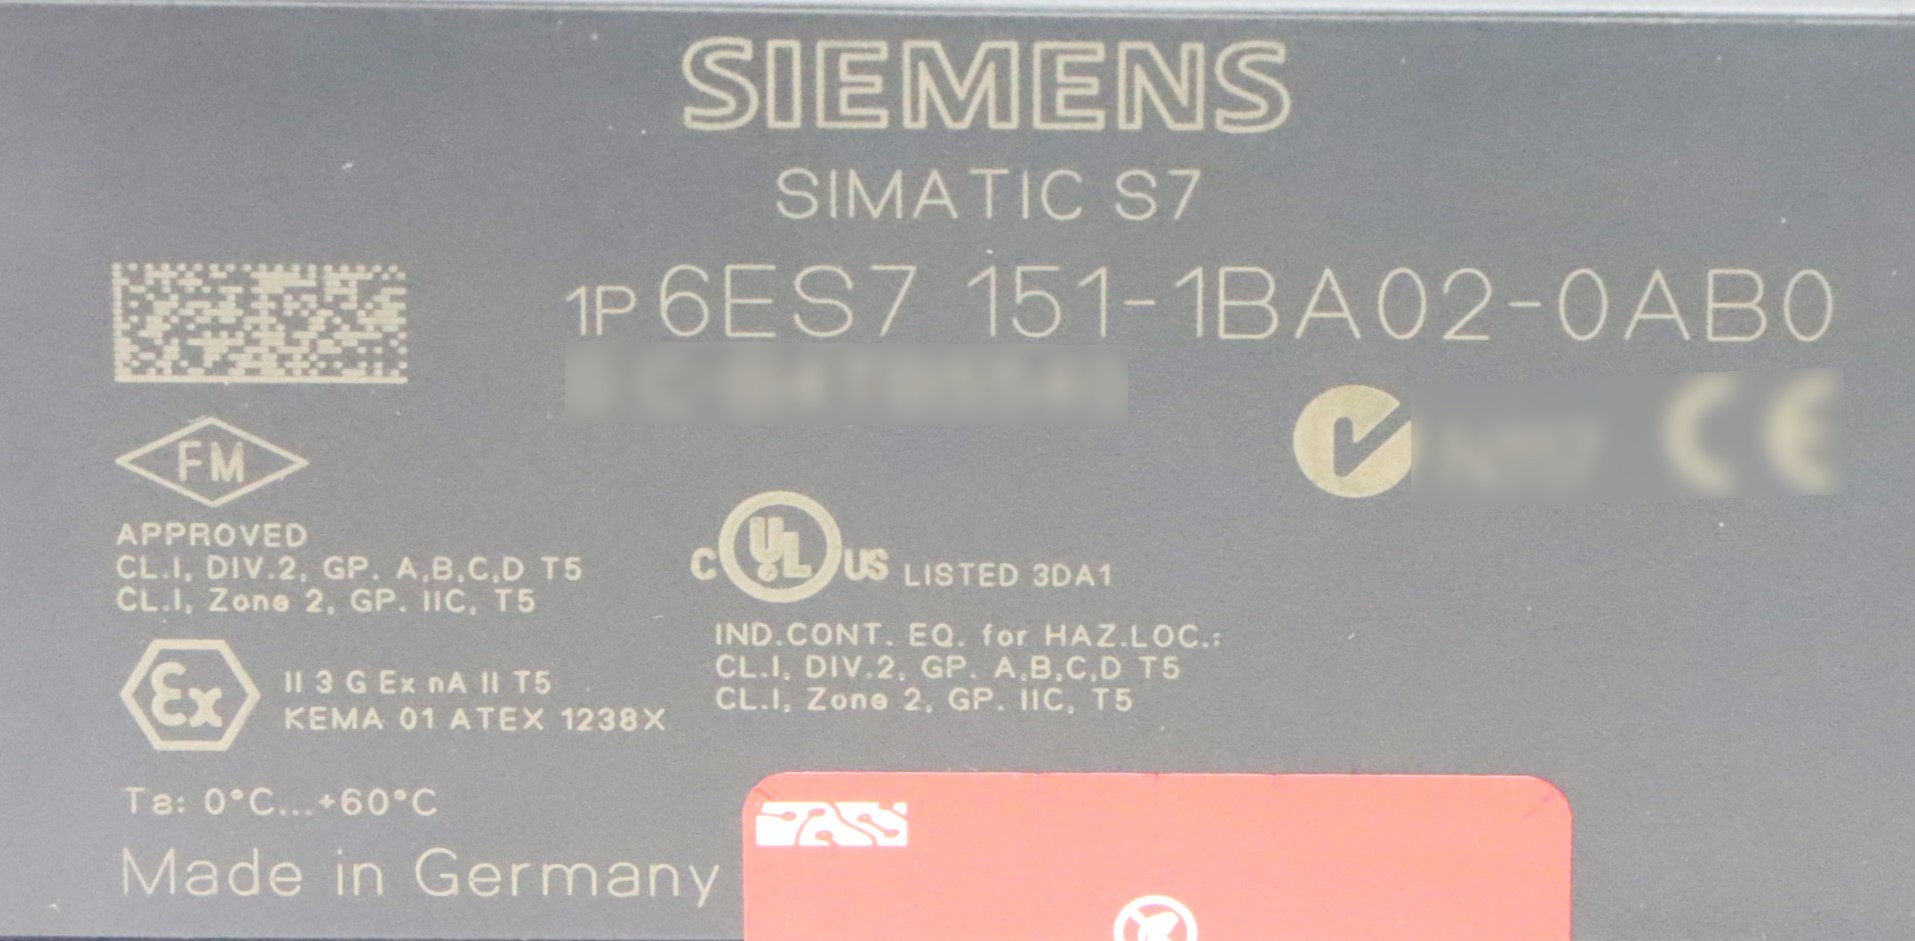 SIEMENS
SIMATIC S7
1P 6ES7 151-1BA02-0AB0
FM
APPROVED
CL.I, DIV.2, GP. A,B,C,D T5
CL.I, Zone 2, GP. IIC, T5
C UL US LISTED 3DA1
IND.CONT. EQ. for HAZ.LOC.:
CL.I, DIV.2, GP. A,B,C,D T5
CL.I, Zone 2, GP. IIC, T5
Ex II 3 G Ex nA II T5
KEMA 01 ATEX 1238X
Ta: 0°C...+60°C
Made in Germany